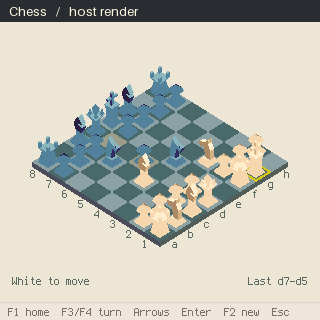 Chess / host render
8
7
6
5
4
3
2
1
a
b
c
d
e
f
g
h
White to move
Last d7-d5
F1 home F3/F4 turn Arrows Enter F2 new Esc